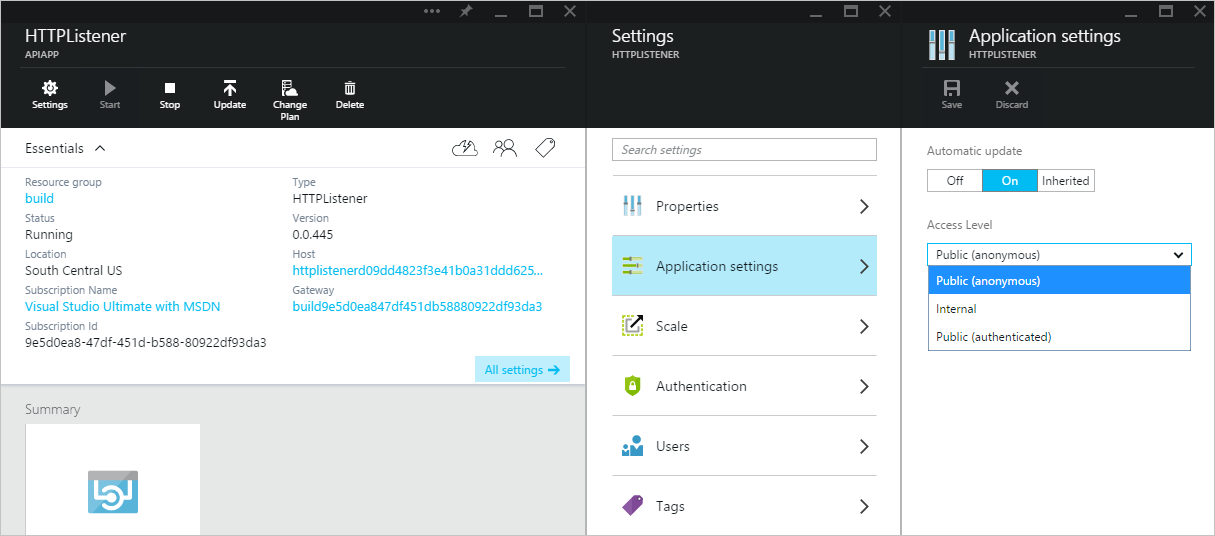 HTTPListener
APIAPP
Settings
Start
Stop
Update
Change
Plan
Delete
Essentials
Resource group
build
Status
Running
Location
South Central US
Subscription Name
Visual Studio Ultimate with MSDN
Subscription Id
9e5d0ea8-47df-451d-b588-80922df93da3
Type
HTTPListener
Version
0.0.445
Host
httplistenerd09dd4823f3e41b0a31ddd625...
Gateway
build9e5d0ea847df451db58880922df93da3
All settings
Summary
Settings
HTTPLISTENER
Search settings
Properties
Application settings
Scale
Authentication
Users
Tags
Application settings
HTTPLISTENER
Save
Discard
Automatic update
Off On Inherited
Access Level
Public (anonymous)
Public (anonymous)
Internal
Public (authenticated)